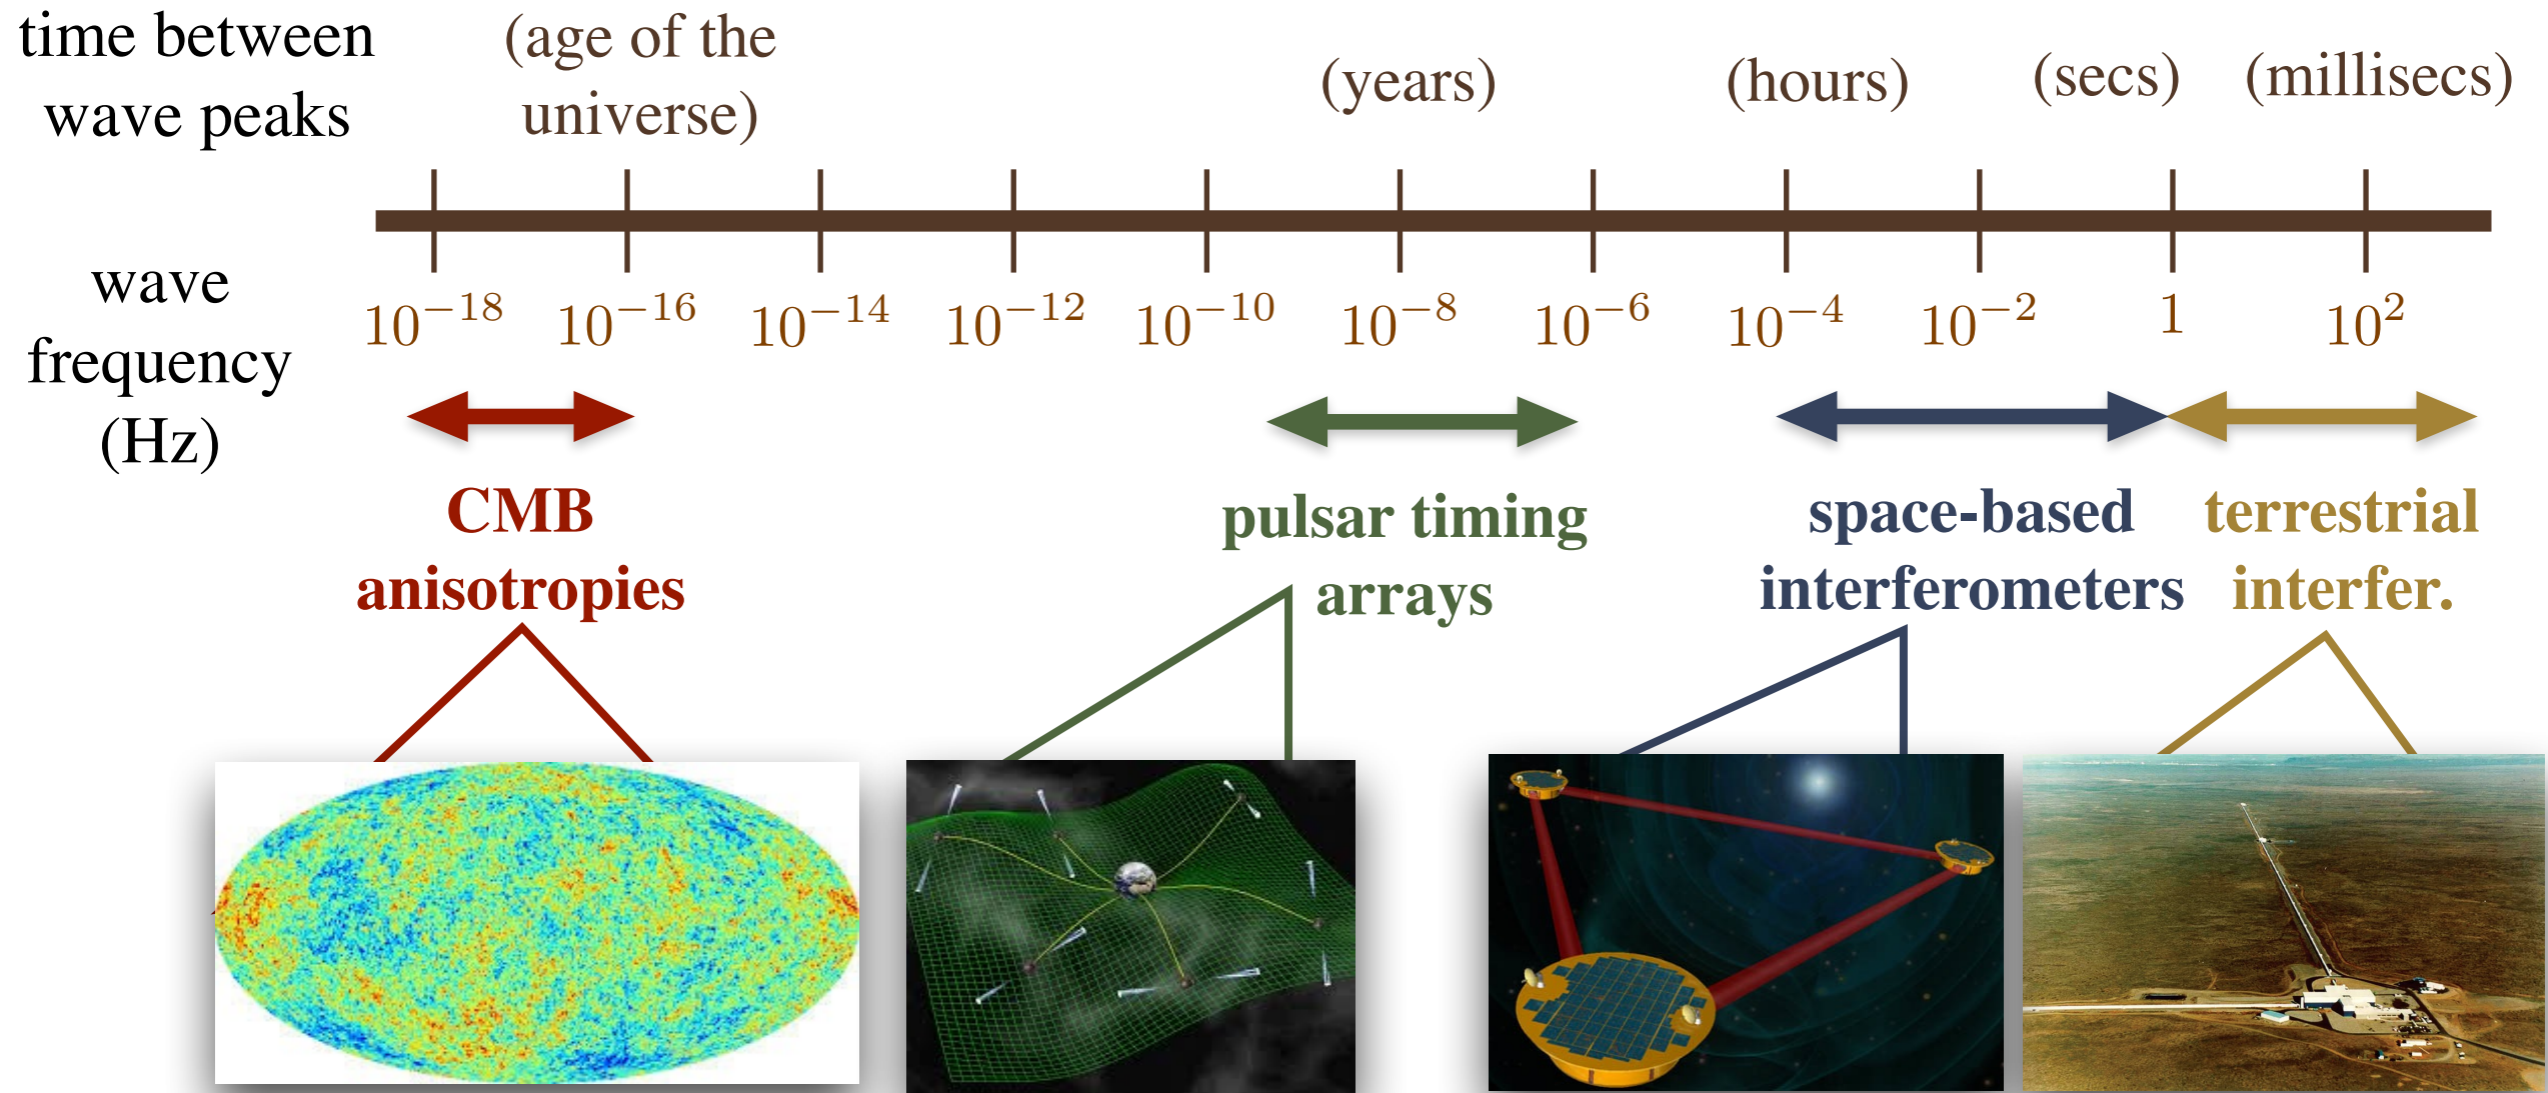 time between
wave peaks
(age of the
universe)
(years)
(hours)
(secs)
(millisecs)
wave
frequency
(Hz)
10⁻¹⁸
10⁻¹⁶
10⁻¹⁴
10⁻¹²
10⁻¹⁰
10⁻⁸
10⁻⁶
10⁻⁴
10⁻²
1
10²
CMB
anisotropies
pulsar timing
arrays
space-based
interferometers
terrestrial
interfer.